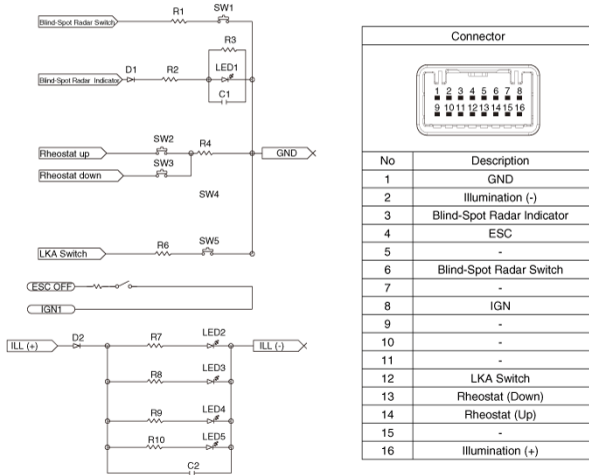 Blind-Spot Radar Switch
R1
SW1
R3
Blind-Spot Radar Indicator
D1
R2
LED1
C1
Rheostat up
SW2
R4
GND
Rheostat down
SW3
SW4
LKA Switch
R6
SW5
ESC OFF
IGN1
ILL (+)
D2
R7
LED2
ILL (-)
R8
LED3
R9
LED4
R10
LED5
C2
Connector
1 2 3 4 5 6 7 8
9 10 11 12 13 14 15 16
No Description
1 GND
2 Illumination (-)
3 Blind-Spot Radar Indicator
4 ESC
5 -
6 Blind-Spot Radar Switch
7 -
8 IGN
9 -
10 -
11 -
12 LKA Switch
13 Rheostat (Down)
14 Rheostat (Up)
15 -
16 Illumination (+)